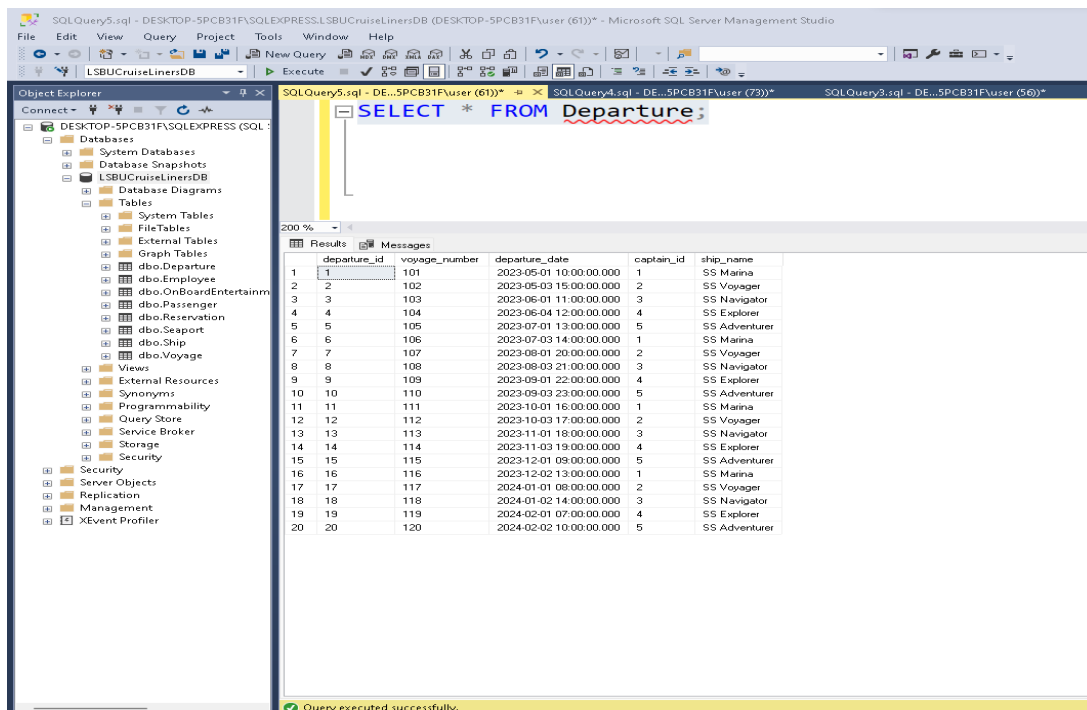 SQLQuery5.sql - DESKTOP-5PCB31F\SQLEXPRESS.LSBUCruiseLinersDB (DESKTOP-5PCB31F\user (61))* - Microsoft SQL Server Management Studio
File Edit View Query Project Tools Window Help
New Query
LSBUCruiseLinersDB Execute
Object Explorer
Connect
DESKTOP-5PCB31F\SQLEXPRESS (SQL
Databases
System Databases
Database Snapshots
LSBUCruiseLinersDB
Database Diagrams
Tables
System Tables
FileTables
External Tables
Graph Tables
dbo.Departure
dbo.Employee
dbo.OnBoardEntertainm
dbo.Passenger
dbo.Reservation
dbo.Seaport
dbo.Ship
dbo.Voyage
Views
External Resources
Synonyms
Programmability
Query Store
Service Broker
Storage
Security
Security
Server Objects
Replication
Management
XEvent Profiler
SQLQuery5.sql - DE...5PCB31F\user (61))* SQLQuery4.sql - DE...5PCB31F\user (73))* SQLQuery3.sql - DE...5PCB31F\user (56))*
SELECT * FROM Departure;
200 %
Results Messages
departure_id voyage_number departure_date captain_id ship_name
1 1 101 2023-05-01 10:00:00.000 1 SS Marina
2 2 102 2023-05-03 15:00:00.000 2 SS Voyager
3 3 103 2023-06-01 11:00:00.000 3 SS Navigator
4 4 104 2023-06-04 12:00:00.000 4 SS Explorer
5 5 105 2023-07-01 13:00:00.000 5 SS Adventurer
6 6 106 2023-07-03 14:00:00.000 1 SS Marina
7 7 107 2023-08-01 20:00:00.000 2 SS Voyager
8 8 108 2023-08-03 21:00:00.000 3 SS Navigator
9 9 109 2023-09-01 22:00:00.000 4 SS Explorer
10 10 110 2023-09-03 23:00:00.000 5 SS Adventurer
11 11 111 2023-10-01 16:00:00.000 1 SS Marina
12 12 112 2023-10-03 17:00:00.000 2 SS Voyager
13 13 113 2023-11-01 18:00:00.000 3 SS Navigator
14 14 114 2023-11-03 19:00:00.000 4 SS Explorer
15 15 115 2023-12-01 09:00:00.000 5 SS Adventurer
16 16 116 2023-12-02 13:00:00.000 1 SS Marina
17 17 117 2024-01-01 08:00:00.000 2 SS Voyager
18 18 118 2024-01-02 14:00:00.000 3 SS Navigator
19 19 119 2024-02-01 07:00:00.000 4 SS Explorer
20 20 120 2024-02-02 10:00:00.000 5 SS Adventurer
Query executed successfully.